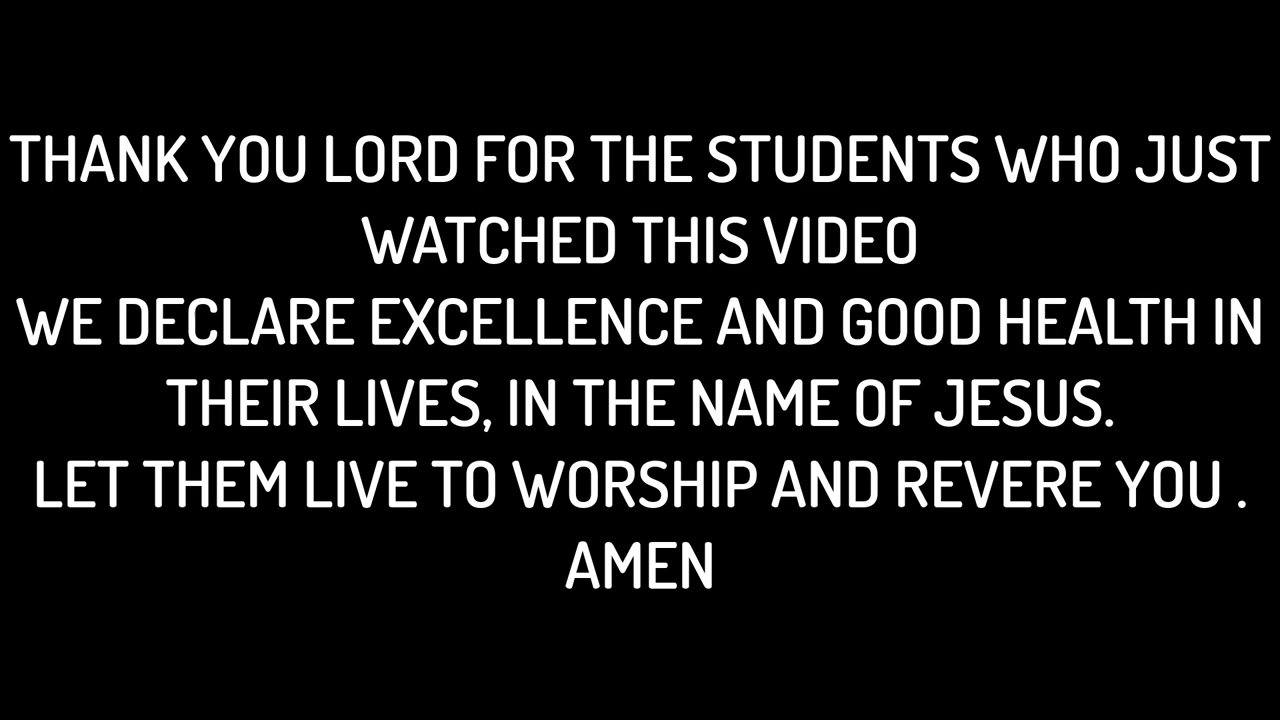 THANK YOU LORD FOR THE STUDENTS WHO JUST
WATCHED THIS VIDEO
WE DECLARE EXCELLENCE AND GOOD HEALTH IN
THEIR LIVES, IN THE NAME OF JESUS.
LET THEM LIVE TO WORSHIP AND REVERE YOU .
AMEN